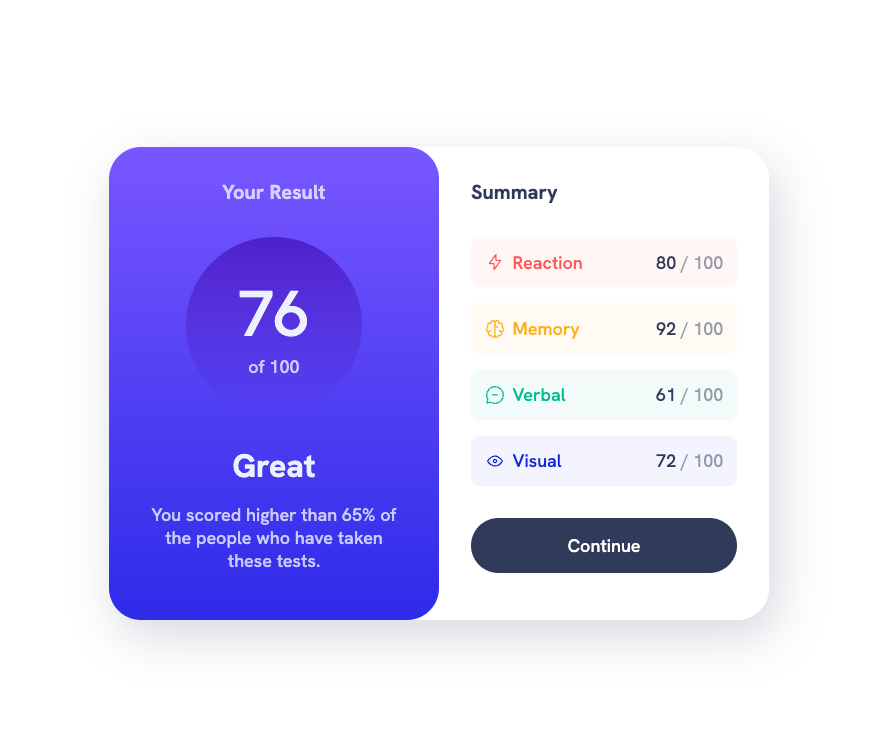 Your Result
76
of 100
Great
You scored higher than 65% of
the people who have taken
these tests.
Summary
Reaction 80 / 100
Memory 92 / 100
Verbal 61 / 100
Visual 72 / 100
Continue